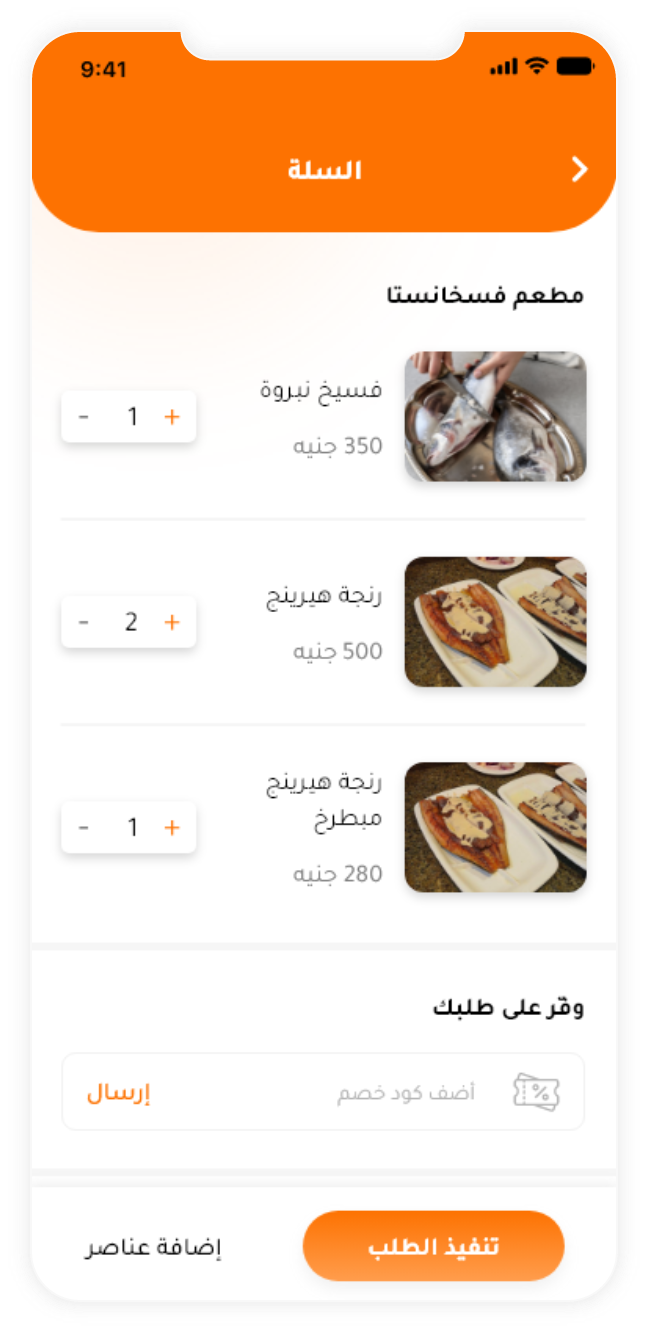 9:41
السلة
مطعم فسخانستا
فسيخ نبروة
350 جنيه
+ 1 -
رنجة هيرينج
500 جنيه
+ 2 -
رنجة هيرينج
مبطرخ
280 جنيه
+ 1 -
وفّر على طلبك
% أضف كود خصم إرسال
تنفيذ الطلب إضافة عناصر